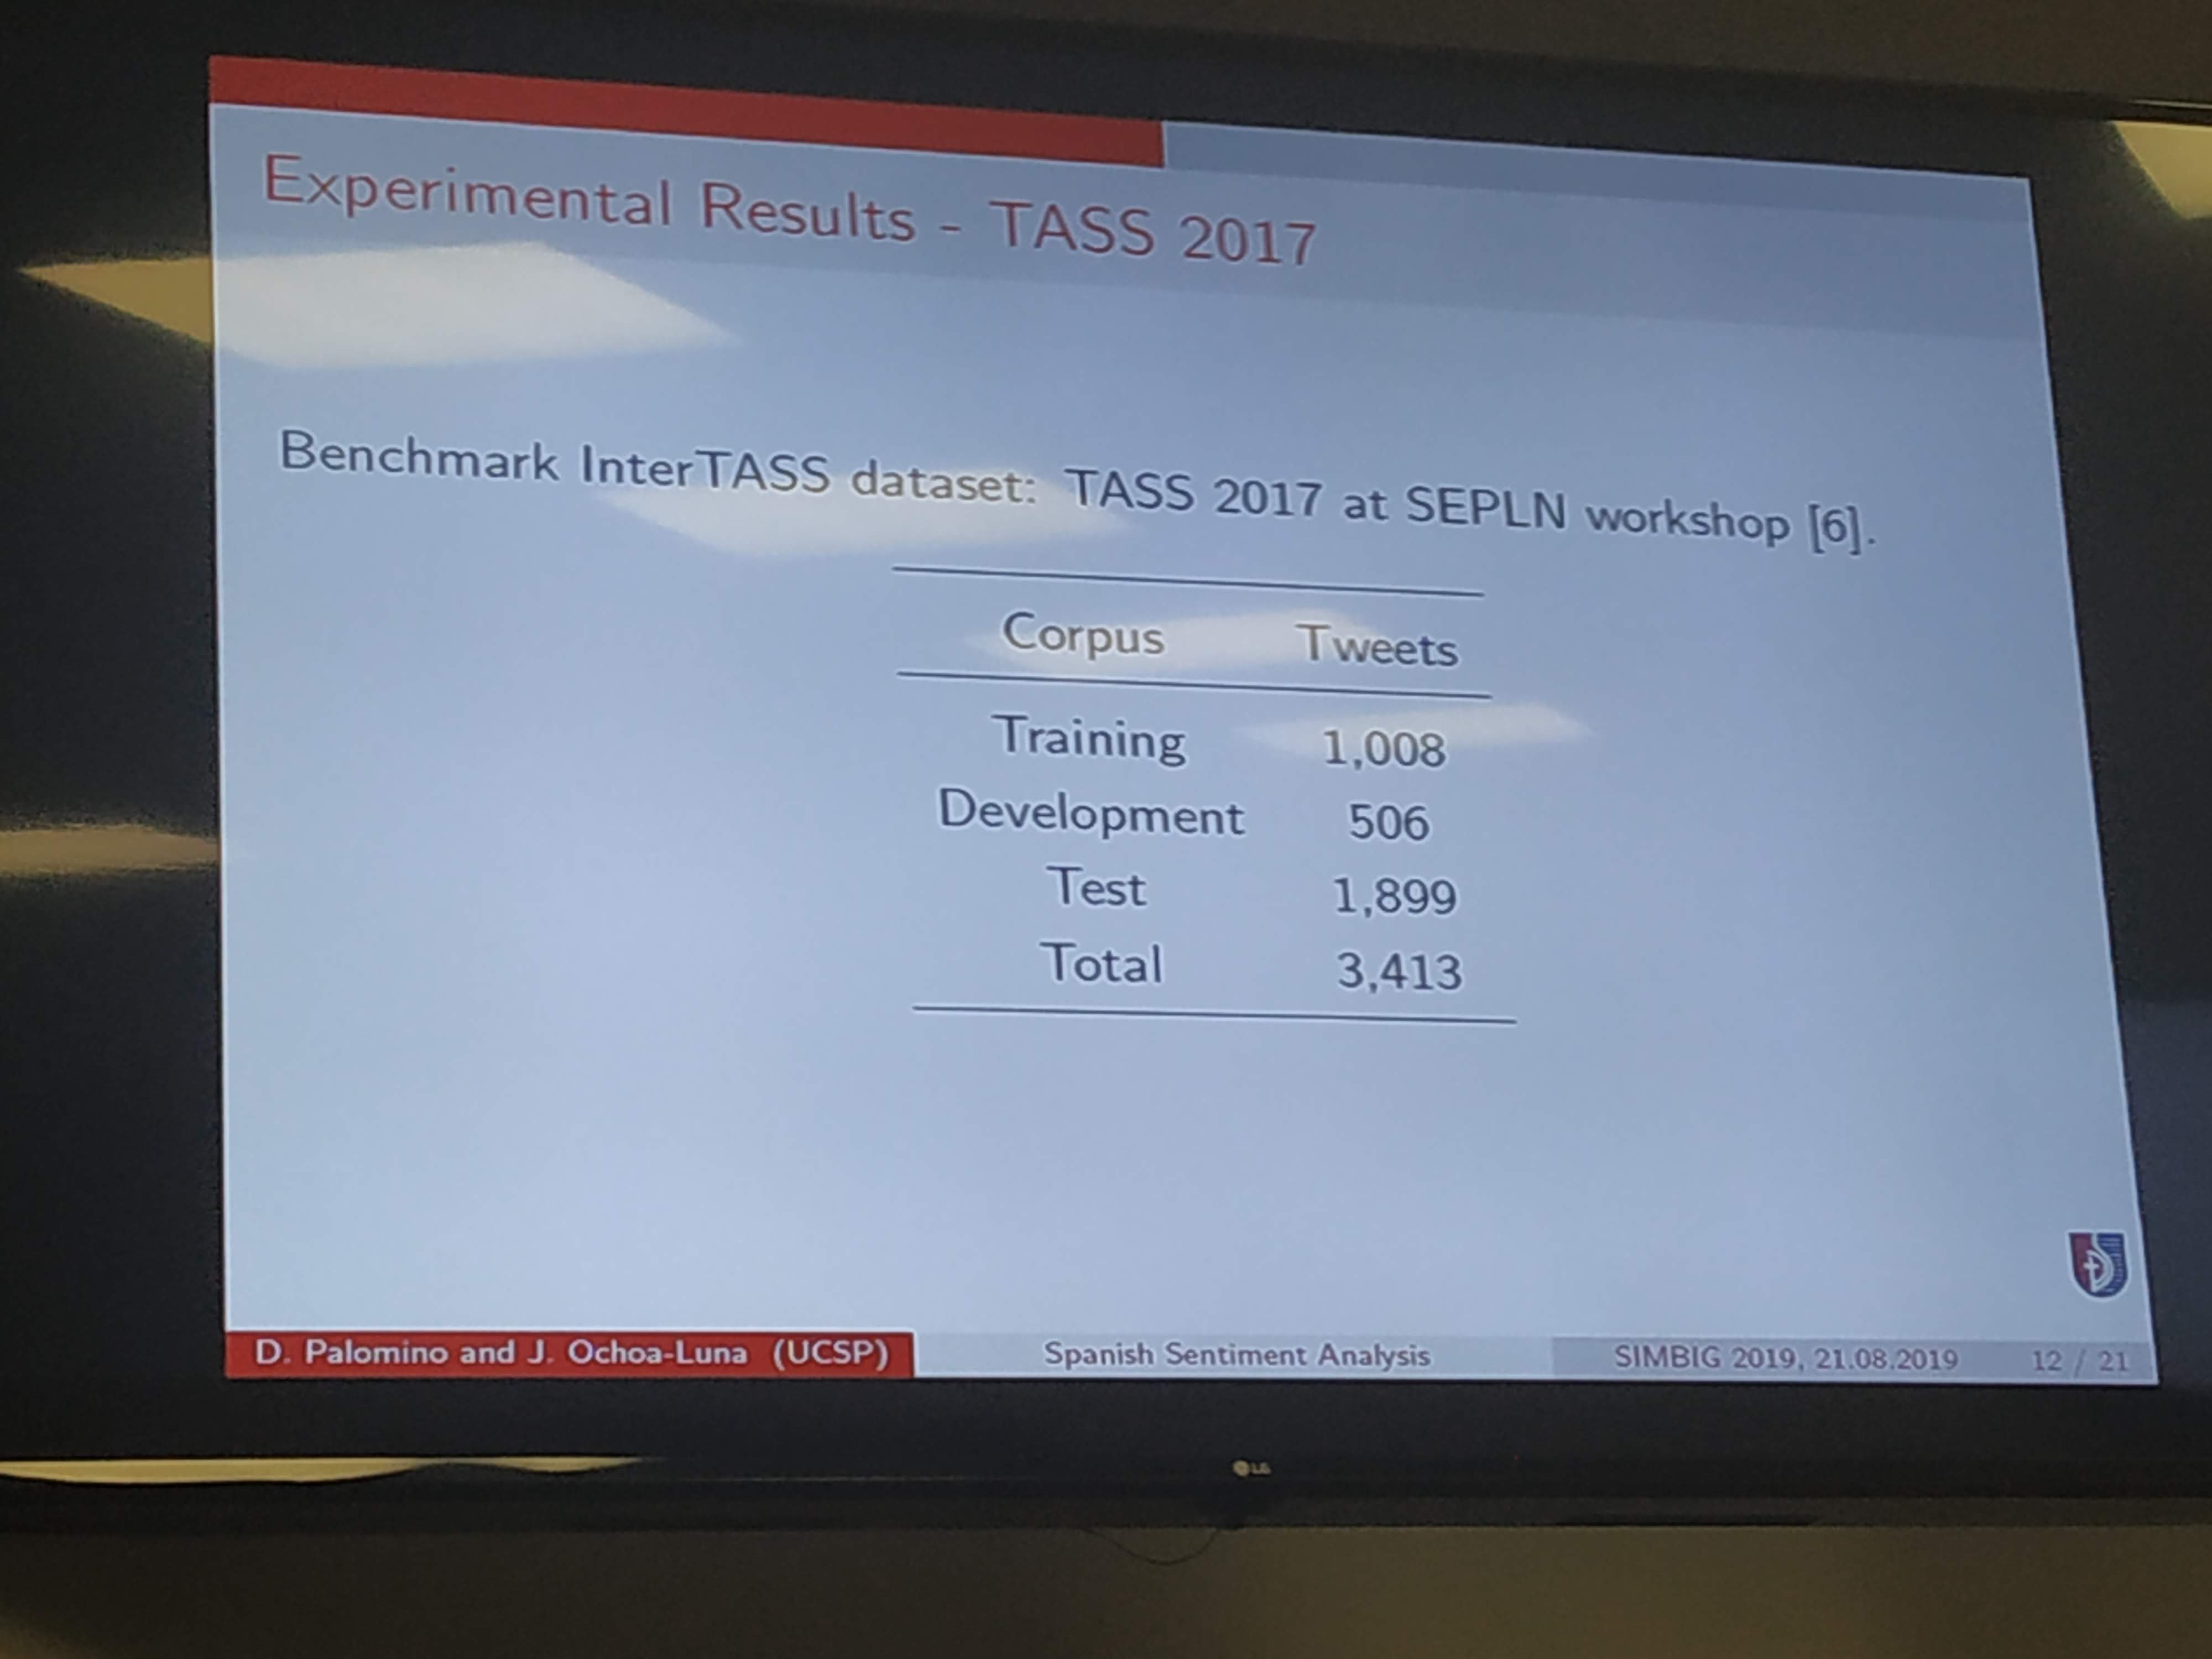 Experimental Results - TASS 2017
Benchmark InterTASS dataset: TASS 2017 at SEPLN workshop [6].
Corpus Tweets
Training 1,008
Development 506
Test 1,899
Total 3,413
D. Palomino and J. Ochoa-Luna (UCSP) Spanish Sentiment Analysis SIMBIG 2019, 21.08.2019 12 / 21
LG